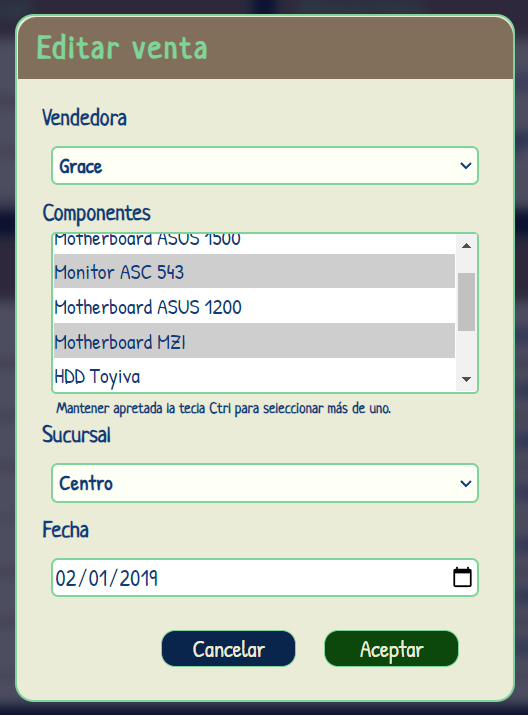 Editar venta
Vendedora
Grace
Componentes
Motherboard ASUS 1500
Monitor ASC 543
Motherboard ASUS 1200
Motherboard MZI
HDD Toyiva
Mantener apretada la tecla Ctrl para seleccionar más de uno.
Sucursal
Centro
Fecha
02/01/2019
Cancelar Aceptar